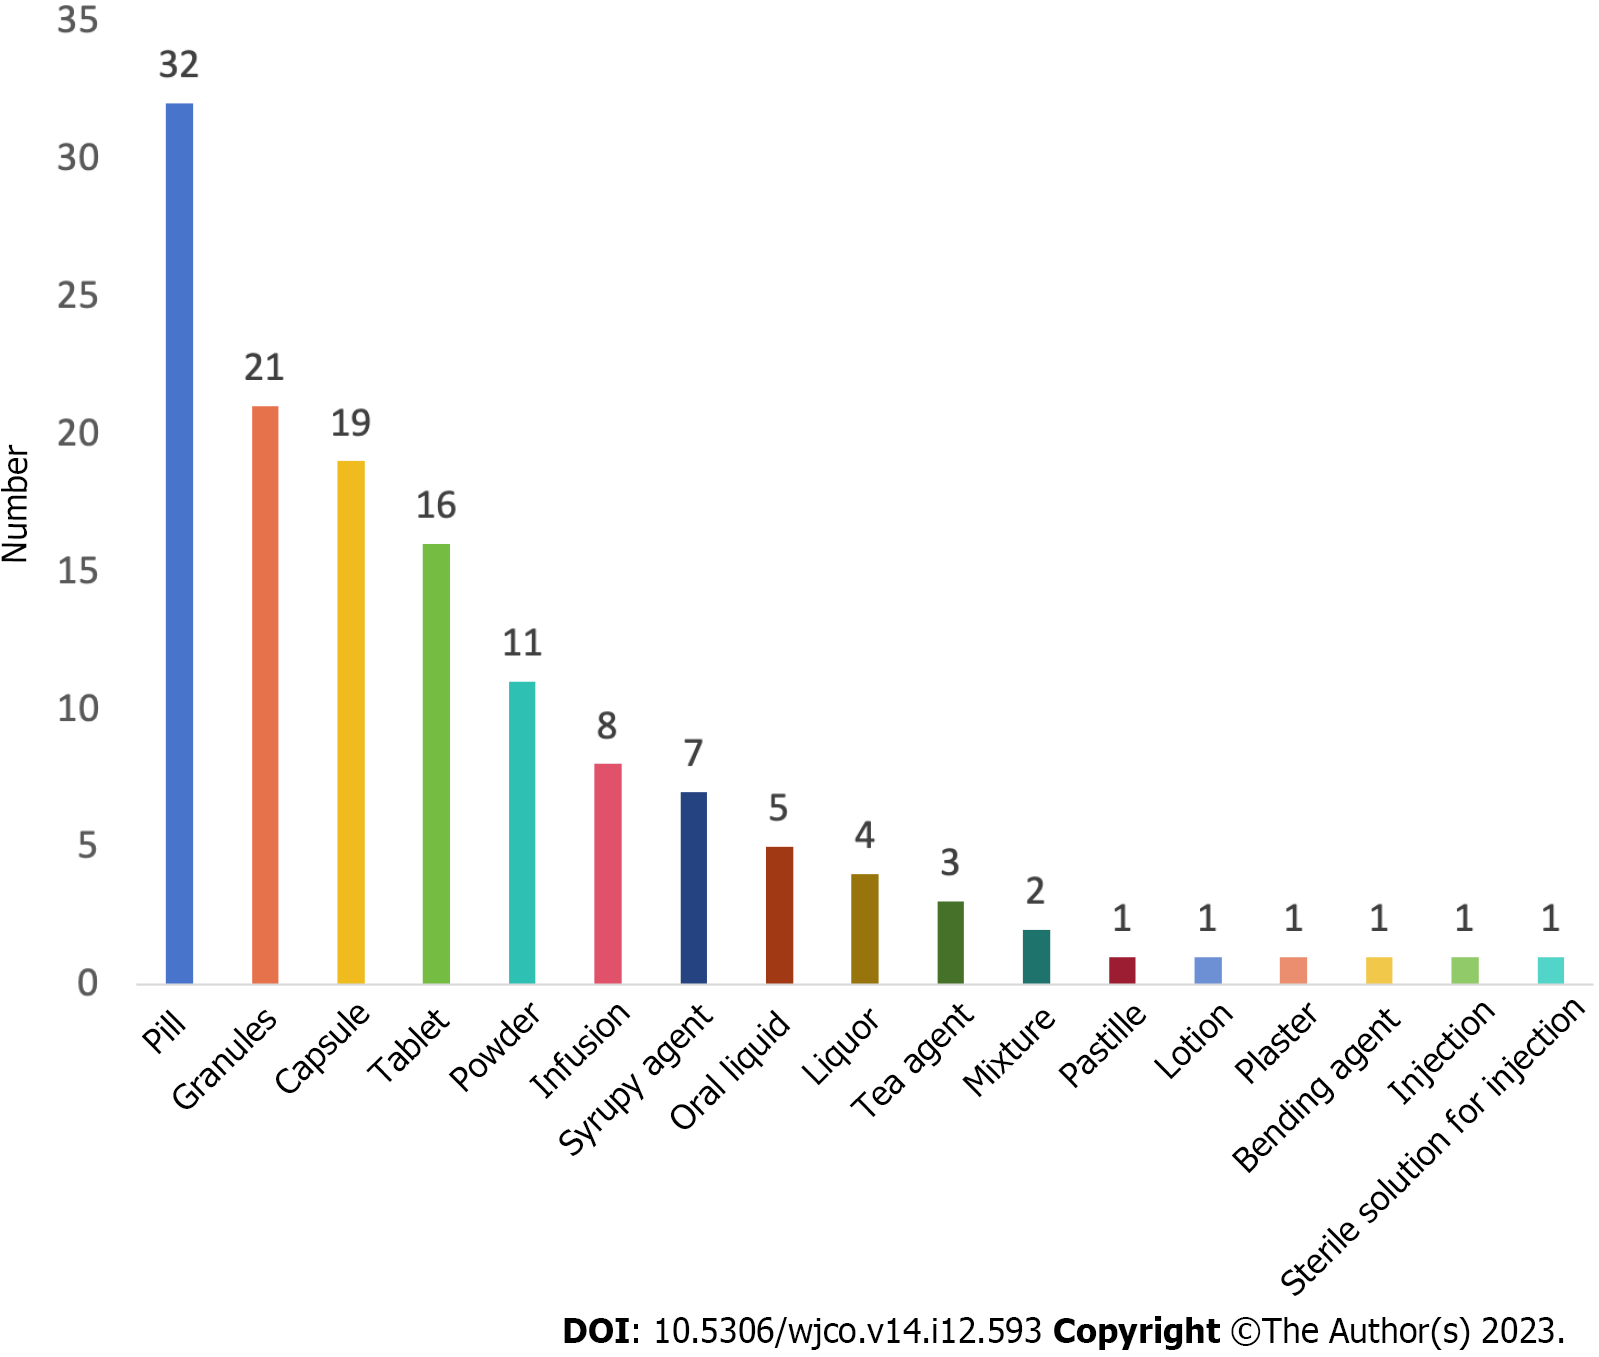 35
30
25
20
15
10
5
0
Number
32
21
19
16
11
8
7
5
4
3
2
1
1
1
1
1
1
Pill
Granules
Capsule
Tablet
Powder
Infusion
Syrupy agent
Oral liquid
Liquor
Tea agent
Mixture
Pastille
Lotion
Plaster
Bending agent
Injection
Sterile solution for injection
DOI: 10.5306/wjco.v14.i12.593 Copyright ©The Author(s) 2023.